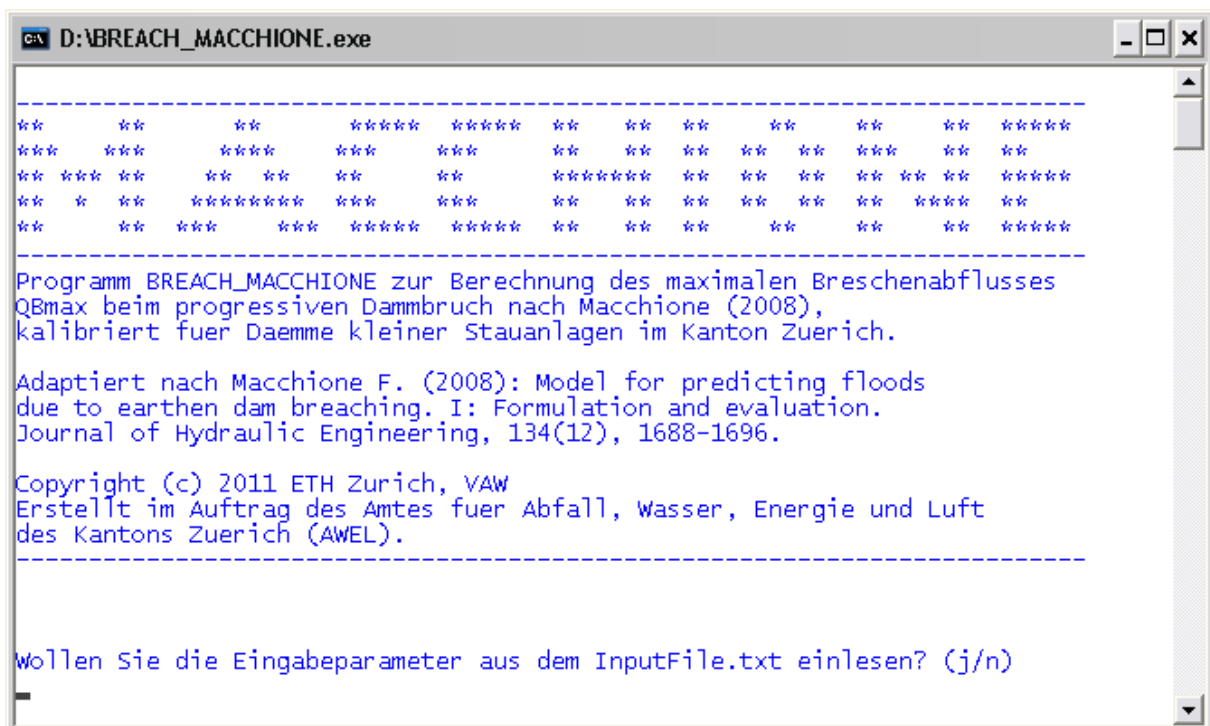 D:\BREACH_MACCHIONE.exe
MACCHIONE
Programm BREACH_MACCHIONE zur Berechnung des maximalen Breschenabflusses
QBmax beim progressiven Dammbruch nach Macchione (2008),
kalibriert fuer Daemme kleiner Stauanlagen im Kanton Zuerich.
Adaptiert nach Macchione F. (2008): Model for predicting floods
due to earthen dam breaching. I: Formulation and evaluation.
Journal of Hydraulic Engineering, 134(12), 1688-1696.
Copyright (c) 2011 ETH Zurich, VAW
Erstellt im Auftrag des Amtes fuer Abfall, Wasser, Energie und Luft
des Kantons Zuerich (AWEL).
Wollen Sie die Eingabeparameter aus dem InputFile.txt einlesen? (j/n)